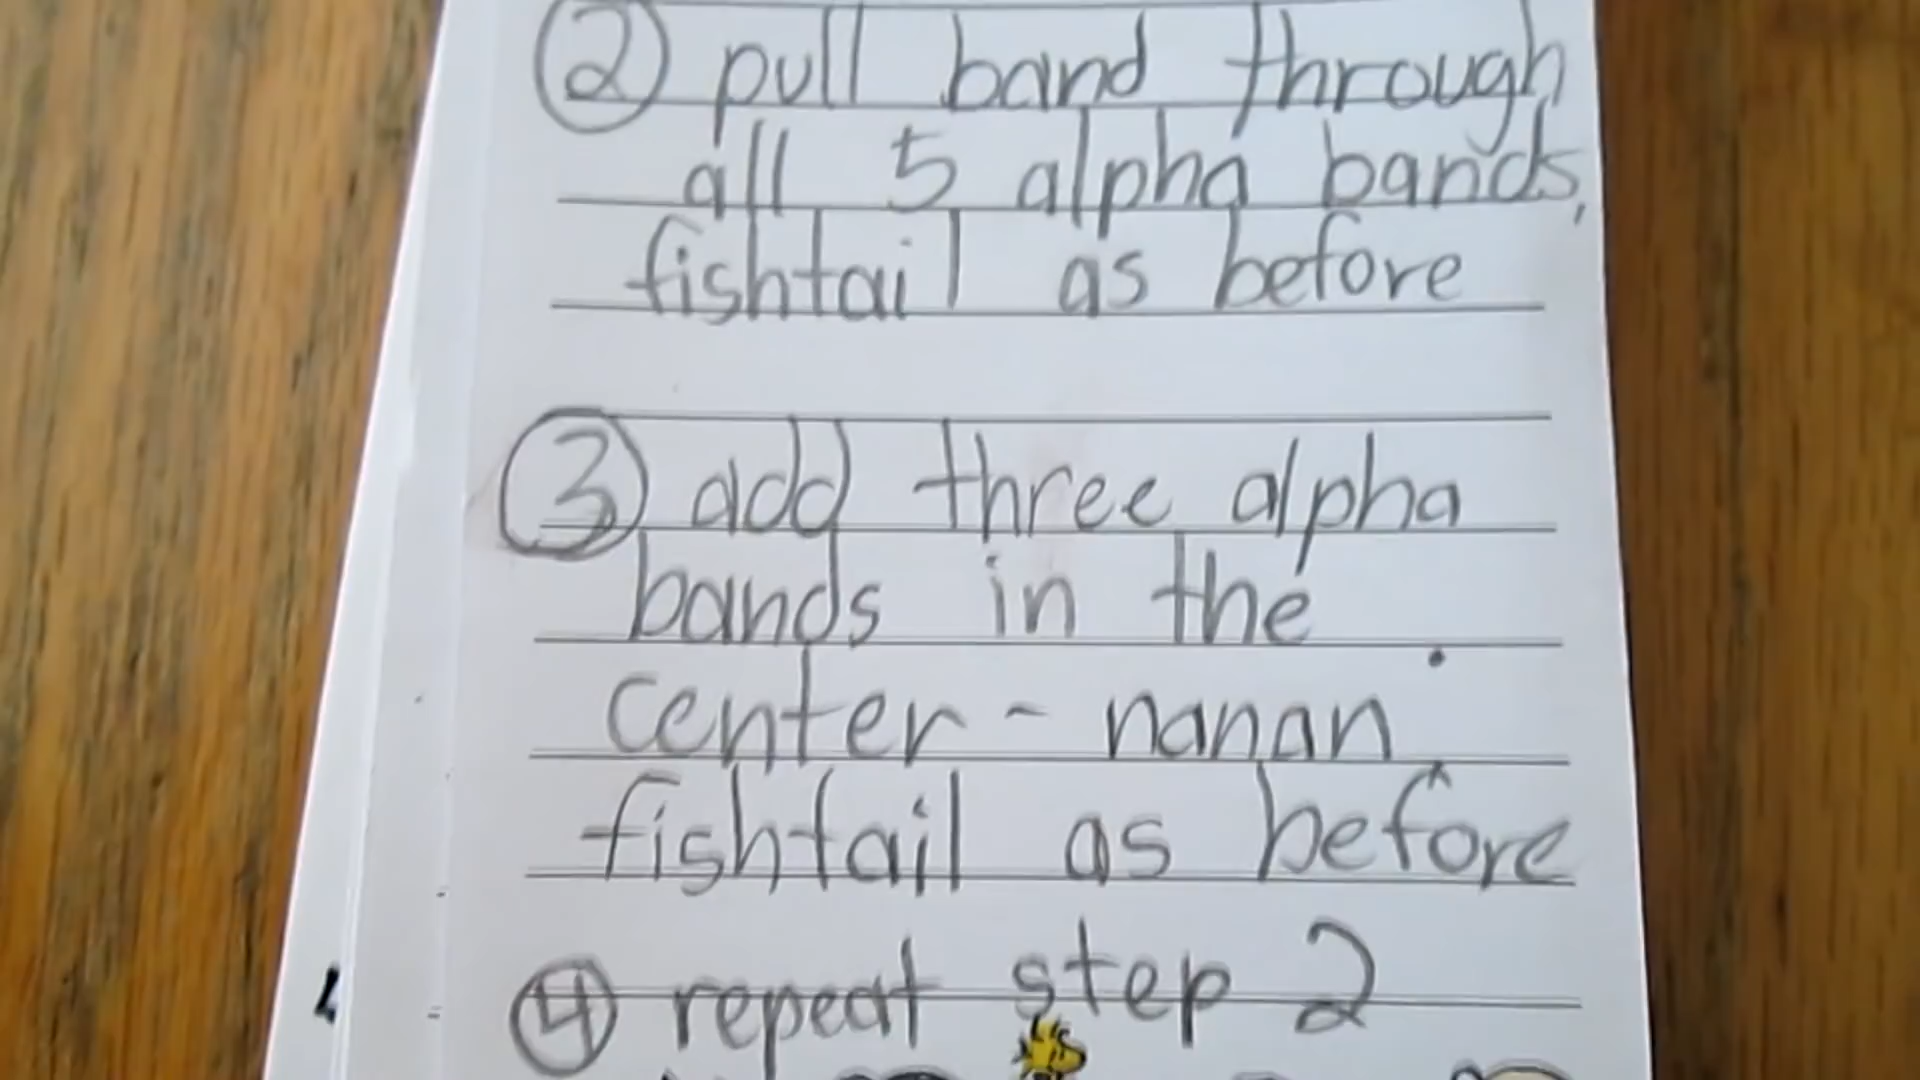 ② pull band through
all 5 alpha bands,
fishtail as before
③ add three alpha
bands in the
center - nanan
fishtail as before
④ repeat step 2